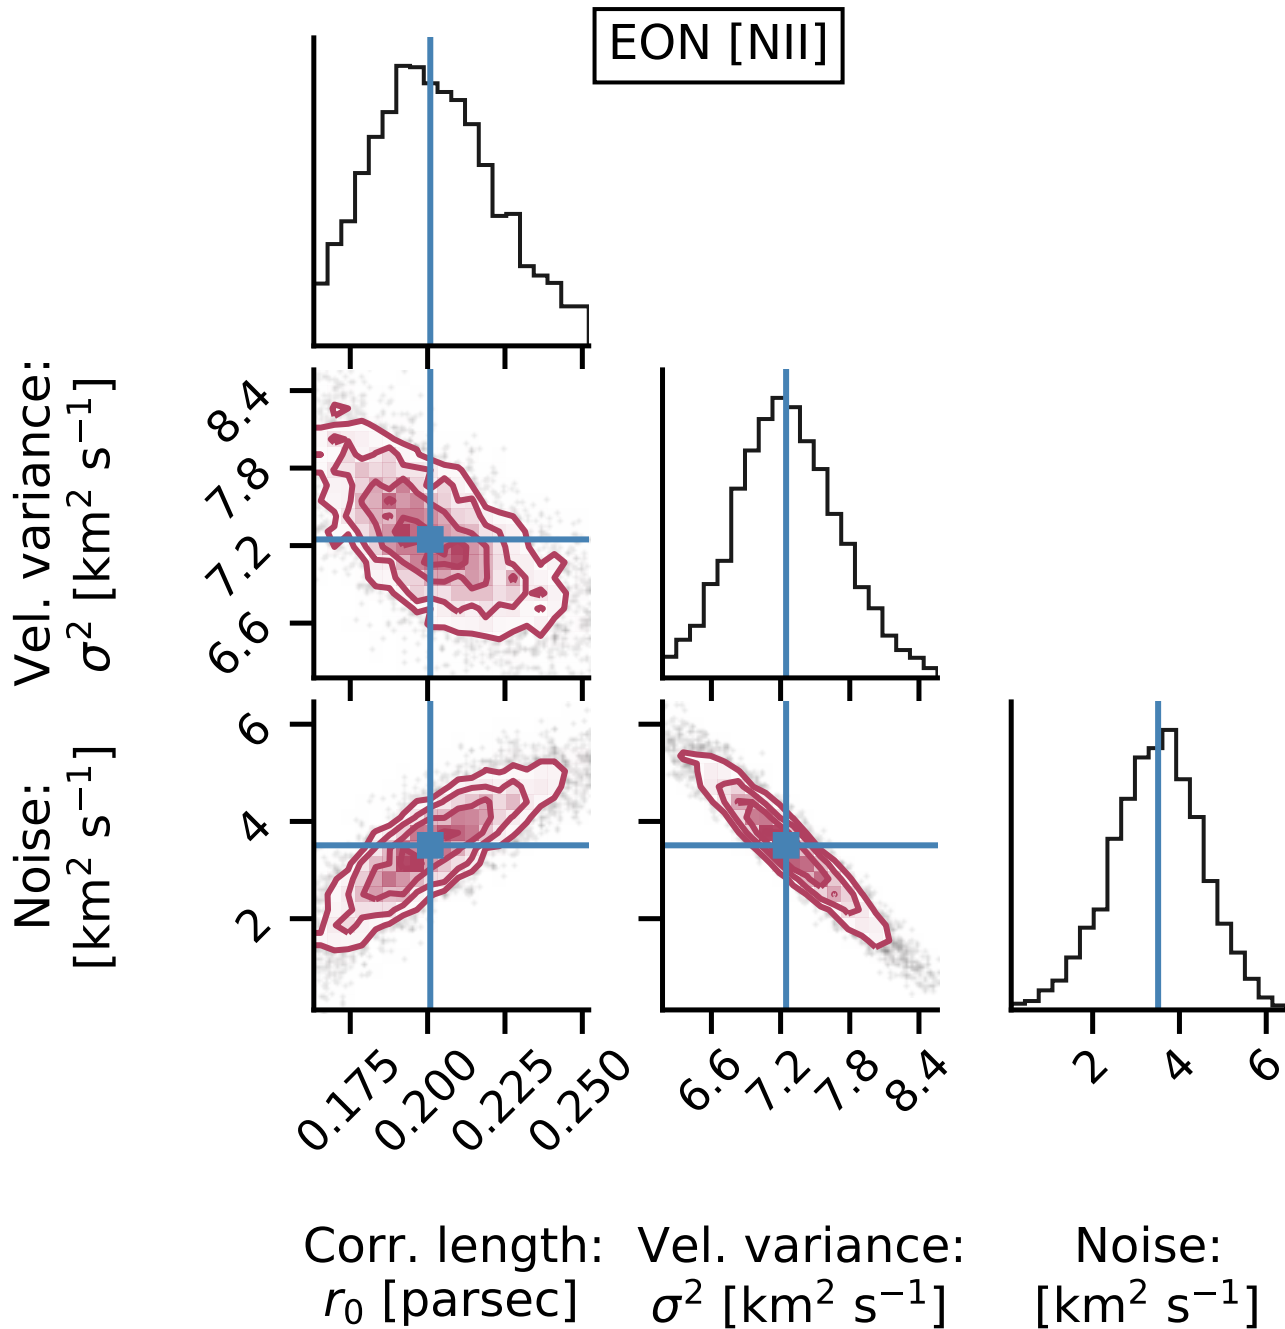 EON [NII]
Vel. variance:
σ² [km² s⁻¹]
8.4
7.8
7.2
6.6
Noise:
[km² s⁻¹]
6
4
2
0.175
0.200
0.225
0.250
6.6
7.2
7.8
8.4
2
4
6
Corr. length:
r₀ [parsec]
Vel. variance:
σ² [km² s⁻¹]
Noise:
[km² s⁻¹]